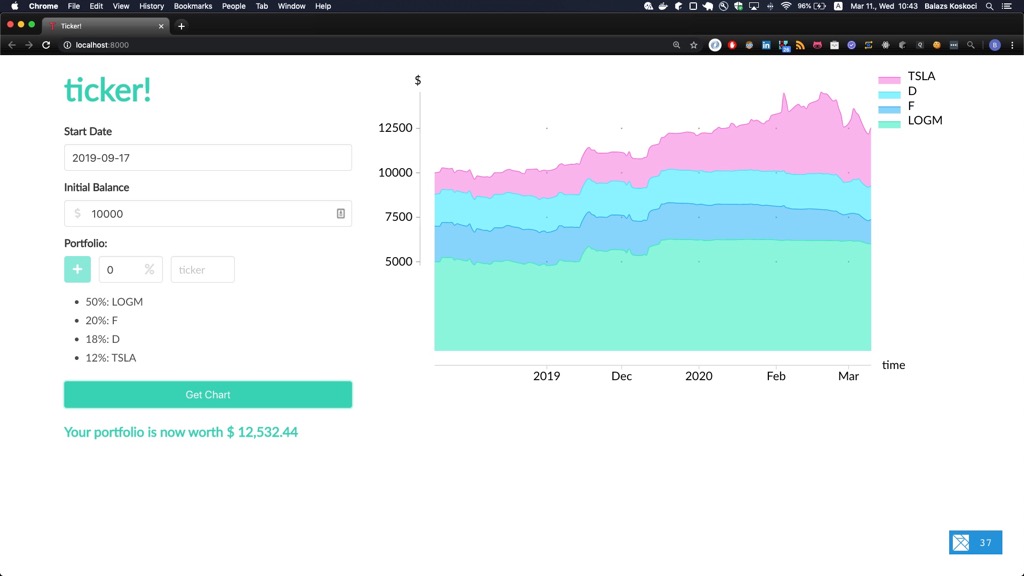 Chrome File Edit View History Bookmarks People Tab Window Help 96% Mar 11., Wed 10:43 Balazs Koskoci
Ticker!
localhost:8000
ticker!
Start Date
2019-09-17
Initial Balance
$ 10000
Portfolio:
+ 0 % ticker
50%: LOGM
20%: F
18%: D
12%: TSLA
Get Chart
Your portfolio is now worth $ 12,532.44
$
12500
10000
7500
5000
2019 Dec 2020 Feb Mar
time
TSLA
D
F
LOGM
37